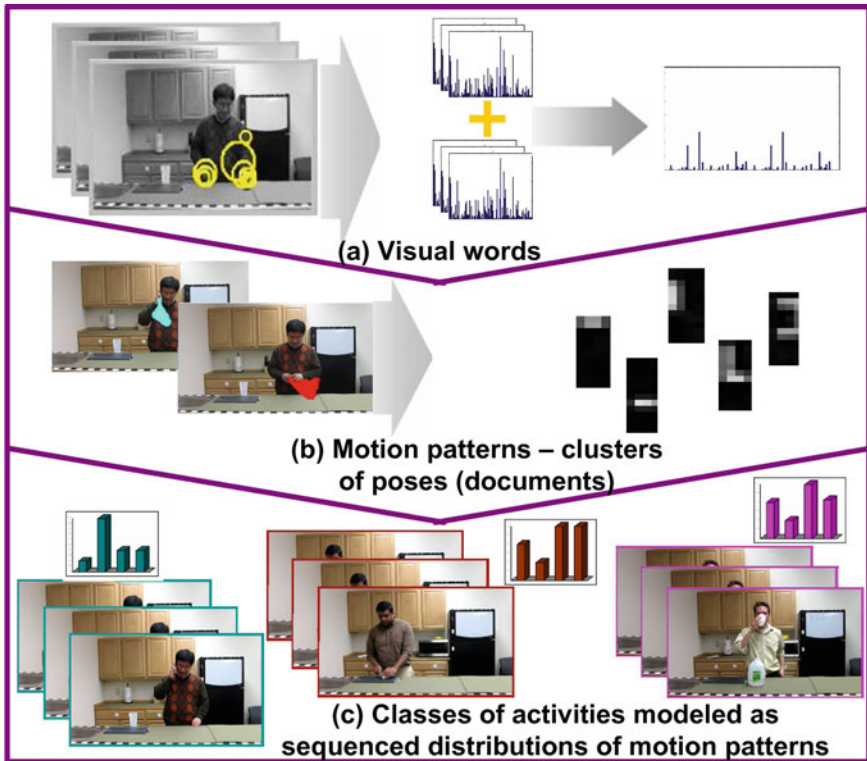 (a) Visual words
(b) Motion patterns – clusters
of poses (documents)
(c) Classes of activities modeled as
sequenced distributions of motion patterns